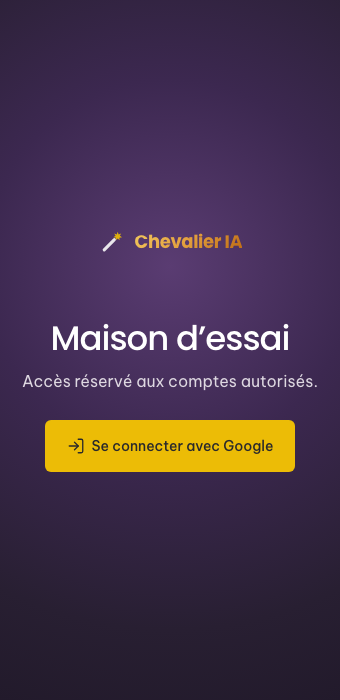 Chevalier IA
Maison d’essai
Accès réservé aux comptes autorisés.
Se connecter avec Google